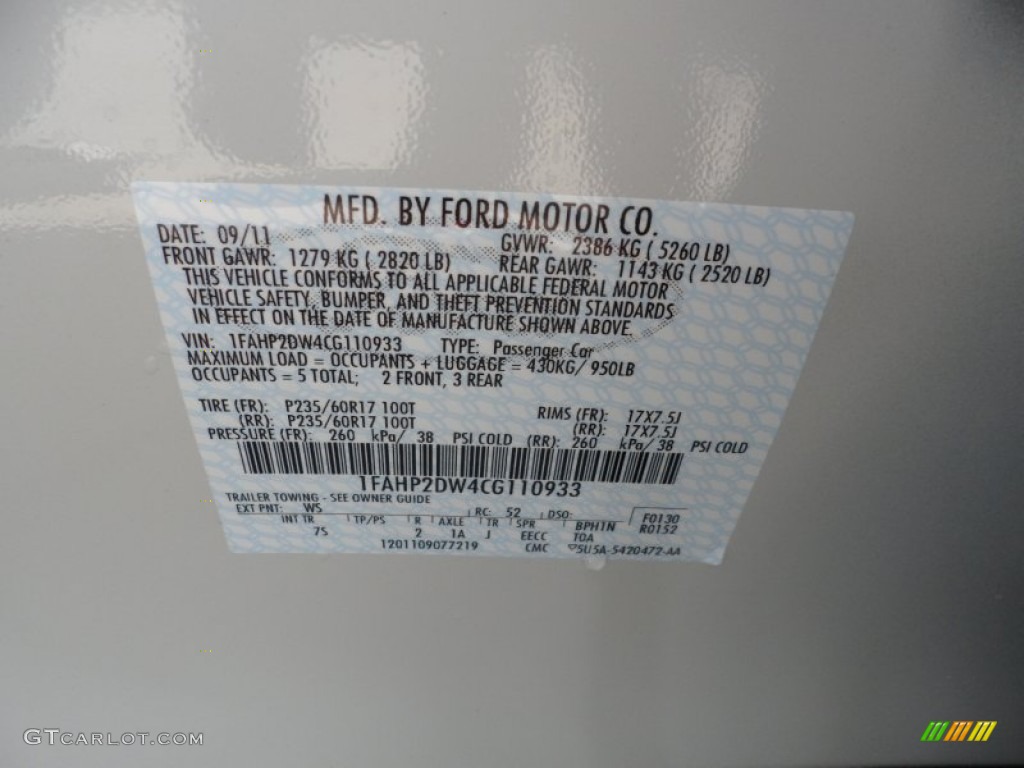 MFD. BY FORD MOTOR CO.
DATE: 09/11 GVWR: 2386 KG ( 5260 LB)
FRONT GAWR: 1279 KG ( 2820 LB) REAR GAWR: 1143 KG ( 2520 LB)
THIS VEHICLE CONFORMS TO ALL APPLICABLE FEDERAL MOTOR
VEHICLE SAFETY, BUMPER, AND THEFT PREVENTION STANDARDS
IN EFFECT ON THE DATE OF MANUFACTURE SHOWN ABOVE.
VIN: 1FAHP2DW4CG110933 TYPE: Passenger Car
MAXIMUM LOAD = OCCUPANTS + LUGGAGE = 430KG/ 950LB
OCCUPANTS = 5 TOTAL; 2 FRONT, 3 REAR
TIRE (FR): P235/60R17 100T RIMS (FR): 17X7.5J
(RR): P235/60R17 100T (RR): 17X7.5J
PRESSURE (FR): 260 kPa/ 38 PSI COLD (RR): 260 kPa/ 38 PSI COLD
1FAHP2DW4CG110933
TRAILER TOWING - SEE OWNER GUIDE
EXT PNT: WS RC: 52 DSO: F0130
INT TR TP/PS R AXLE TR SPR BPH1N R0152
7S 2 1A J EECC TOA
1201109077219 CMC 5U5A-5420472-AA
GTCARLOT.COM